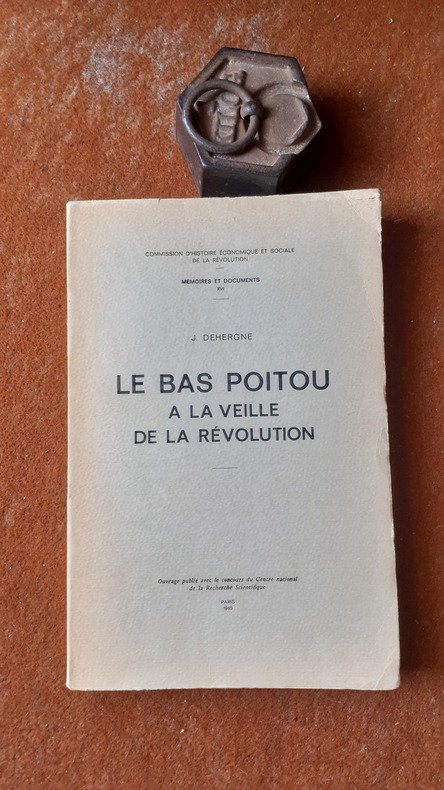 COMMISSION D'HISTOIRE ÉCONOMIQUE ET SOCIALE
DE LA RÉVOLUTION
MÉMOIRES ET DOCUMENTS
XVI
J. DEHERGNE
LE BAS POITOU
A LA VEILLE
DE LA RÉVOLUTION
Ouvrage publié avec le concours du Centre national
de la Recherche Scientifique
PARIS
1963